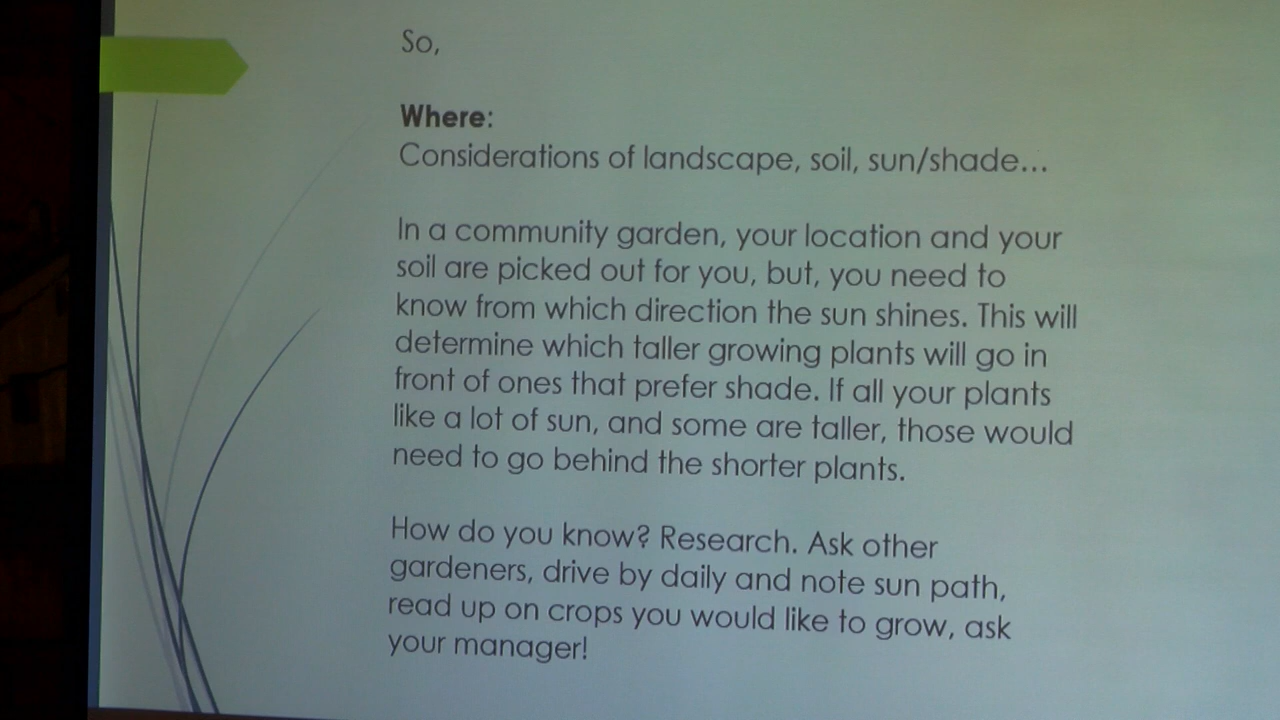 So,
Where:
Considerations of landscape, soil, sun/shade...
In a community garden, your location and your
soil are picked out for you, but, you need to
know from which direction the sun shines. This will
determine which taller growing plants will go in
front of ones that prefer shade. If all your plants
like a lot of sun, and some are taller, those would
need to go behind the shorter plants.
How do you know? Research. Ask other
gardeners, drive by daily and note sun path,
read up on crops you would like to grow, ask
your manager!